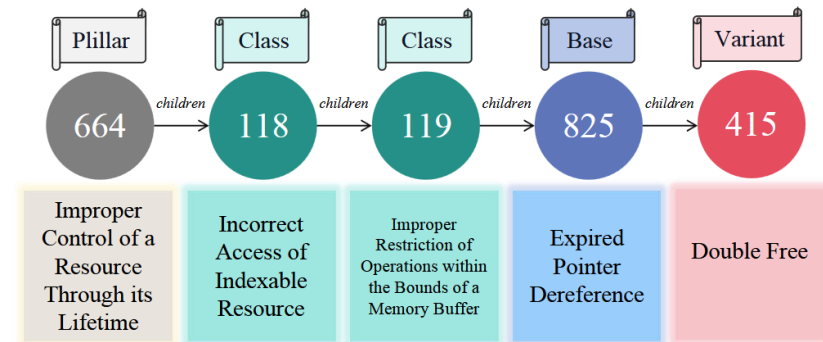 Plillar
Class
Class
Base
Variant
664
children
118
children
119
children
825
children
415
Improper
Control of a
Resource
Through its
Lifetime
Incorrect
Access of
Indexable
Resource
Improper
Restriction of
Operations within
the Bounds of a
Memory Buffer
Expired
Pointer
Dereference
Double Free